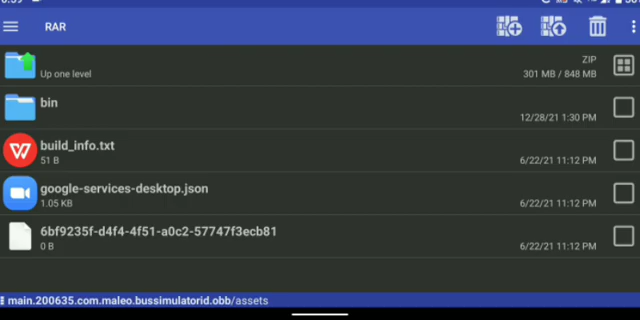 RAR
ZIP
Up one level
301 MB / 848 MB
bin
12/28/21 1:30 PM
build_info.txt
51 B
6/22/21 11:12 PM
google-services-desktop.json
1.05 KB
6/22/21 11:12 PM
6bf9235f-d4f4-4f51-a0c2-57747f3ecb81
0 B
6/22/21 11:12 PM
main.200635.com.maleo.bussimulatorid.obb/assets